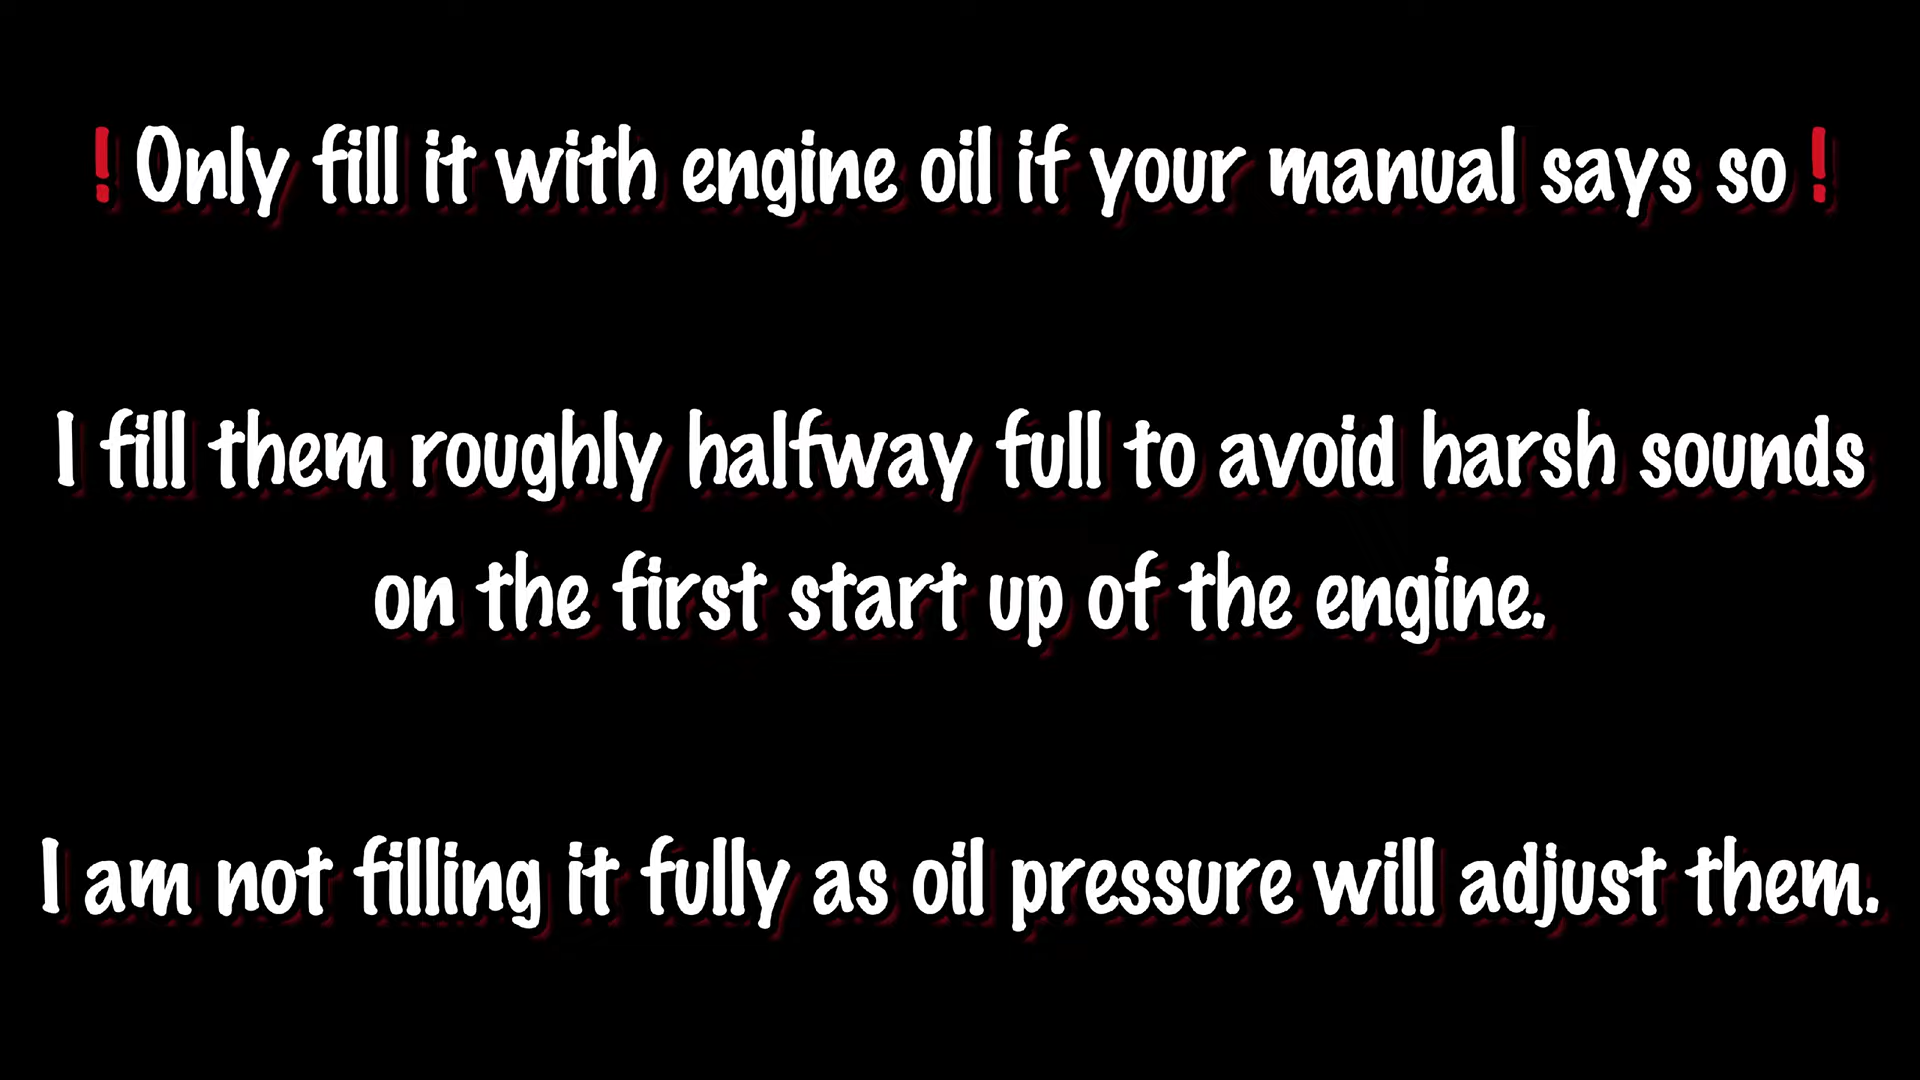 ❗Only fill it with engine oil if your manual says so❗
I fill them roughly halfway full to avoid harsh sounds
on the first start up of the engine.
I am not filling it fully as oil pressure will adjust them.